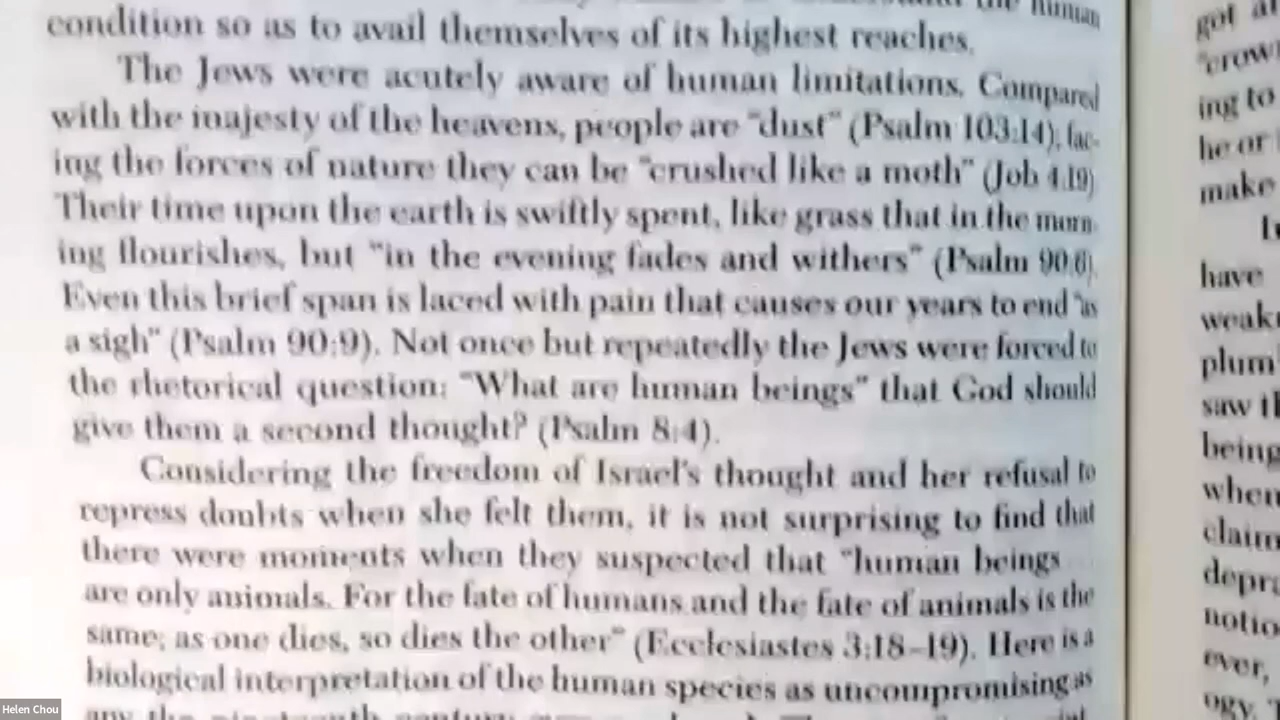 the human
condition so as to avail themselves of its highest reaches.
The Jews were acutely aware of human limitations. Compared
with the majesty of the heavens, people are "dust" (Psalm 103:14); fac-
ing the forces of nature they can be "crushed like a moth" (Job 4:19)
Their time upon the earth is swiftly spent, like grass that in the morn-
ing flourishes, but "in the evening fades and withers" (Psalm 90:6).
Even this brief span is laced with pain that causes our years to end "as
a sigh" (Psalm 90:9). Not once but repeatedly the Jews were forced to
the rhetorical question: "What are human beings" that God should
give them a second thought? (Psalm 8:4).
Considering the freedom of Israel's thought and her refusal to
repress doubts when she felt them, it is not surprising to find that
there were moments when they suspected that "human beings
are only animals. For the fate of humans and the fate of animals is the
same; as one dies, so dies the other" (Ecclesiastes 3:18–19). Here is a
biological interpretation of the human species as uncompromising as
any the nineteenth century
got
ing to
he or
make
have
plum
saw
being
when
claim
depra
notio
ever,
ogy.
Helen Chou